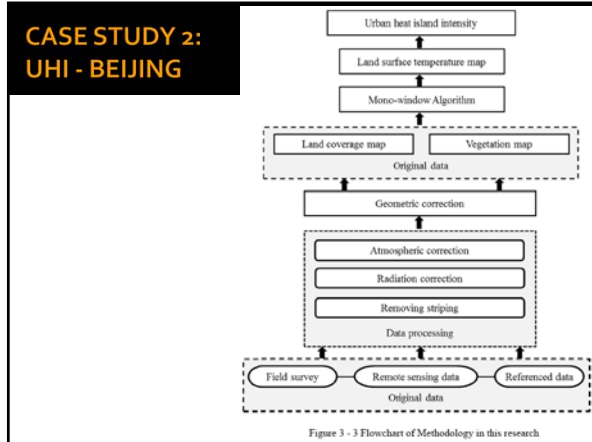 CASE STUDY 2:
UHI - BEIJING
Urban heat island intensity
Land surface temperature map
Mono-window Algorithm
Land coverage map
Vegetation map
Original data
Geometric correction
Atmospheric correction
Radiation correction
Removing striping
Data processing
Field survey
Remote sensing data
Referenced data
Original data
Figure 3 - 3 Flowchart of Methodology in this research